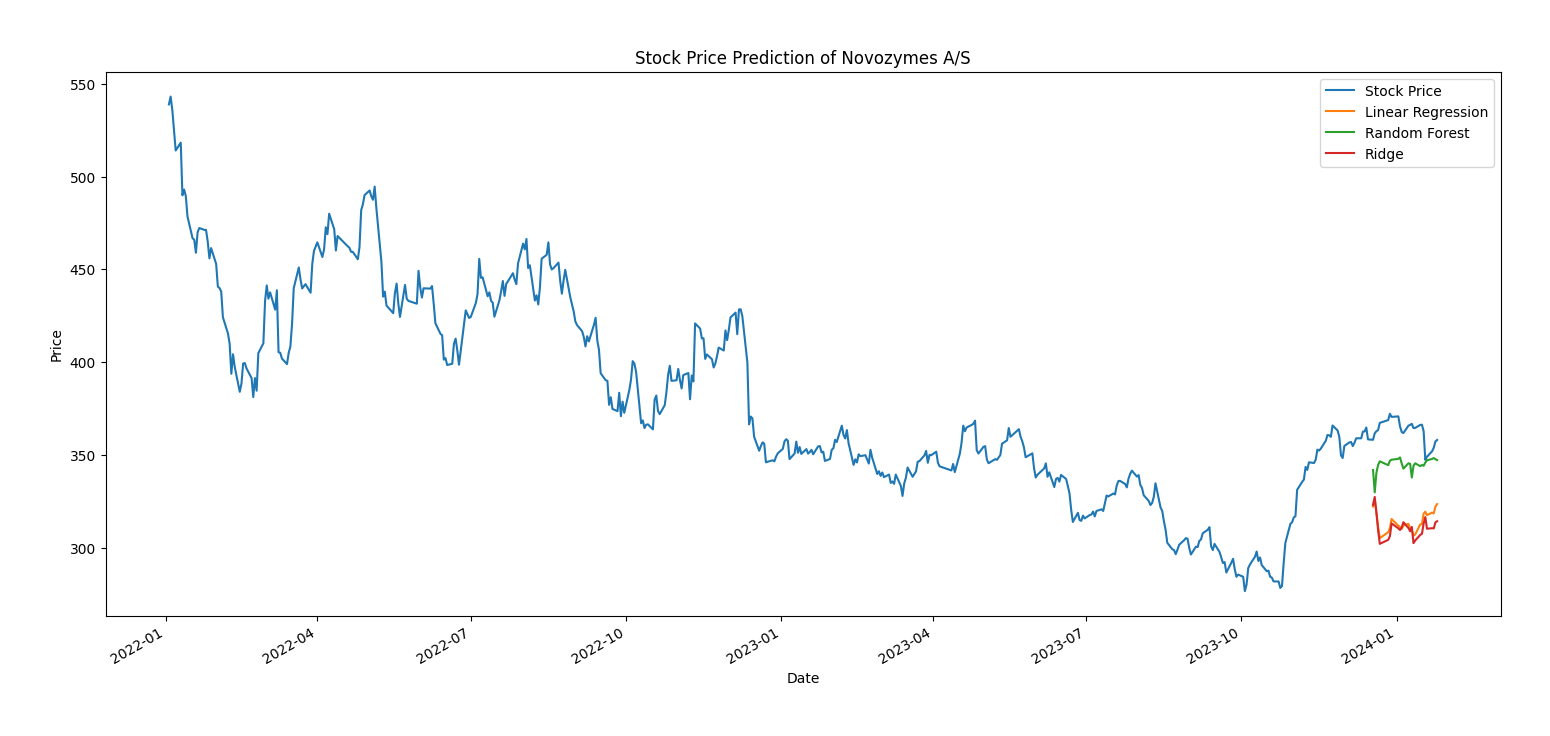 Stock Price Prediction of Novozymes A/S
Stock Price
Linear Regression
Random Forest
Ridge
Price
550
500
450
400
350
300
2022-01
2022-04
2022-07
2022-10
2023-01
2023-04
2023-07
2023-10
2024-01
Date